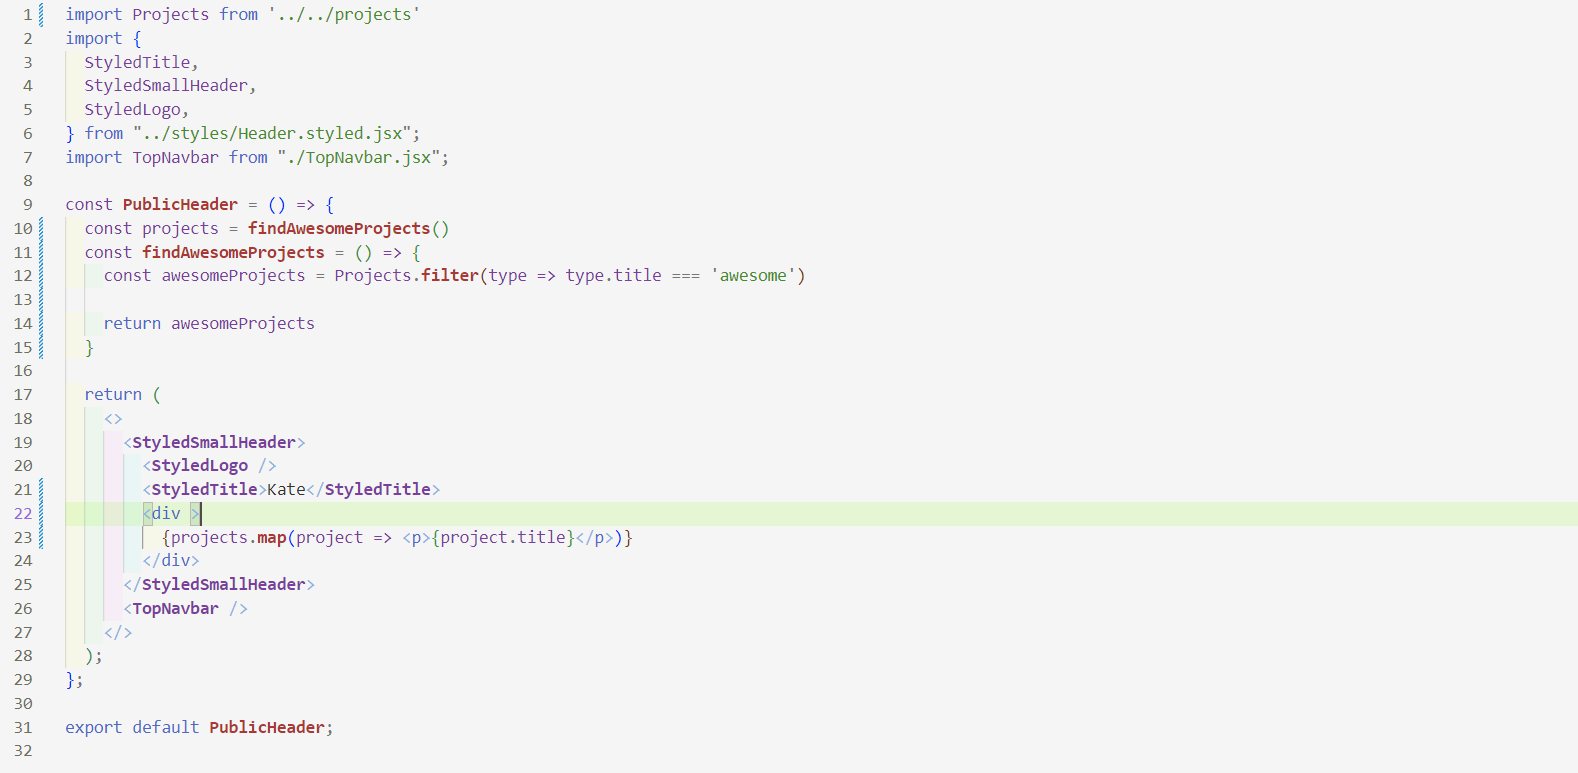 1 import Projects from '../../projects'
2 import {
3 StyledTitle,
4 StyledSmallHeader,
5 StyledLogo,
6 } from "../styles/Header.styled.jsx";
7 import TopNavbar from "./TopNavbar.jsx";
8
9 const PublicHeader = () => {
10 const projects = findAwesomeProjects()
11 const findAwesomeProjects = () => {
12 const awesomeProjects = Projects.filter(type => type.title === 'awesome')
13
14 return awesomeProjects
15 }
16
17 return (
18 <>
19 <StyledSmallHeader>
20 <StyledLogo />
21 <StyledTitle>Kate</StyledTitle>
22 <div >
23 {projects.map(project => <p>{project.title}</p>)}
24 </div>
25 </StyledSmallHeader>
26 <TopNavbar />
27 </>
28 );
29 };
30
31 export default PublicHeader;
32